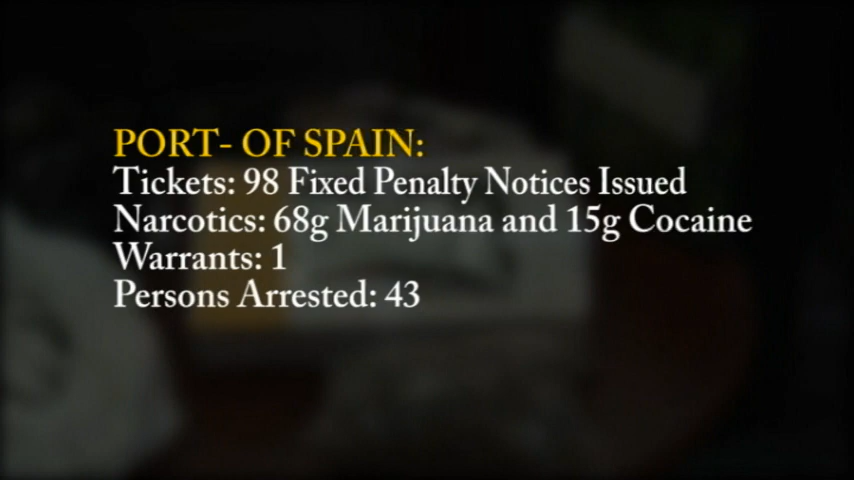 PORT- OF SPAIN:
Tickets: 98 Fixed Penalty Notices Issued
Narcotics: 68g Marijuana and 15g Cocaine
Warrants: 1
Persons Arrested: 43